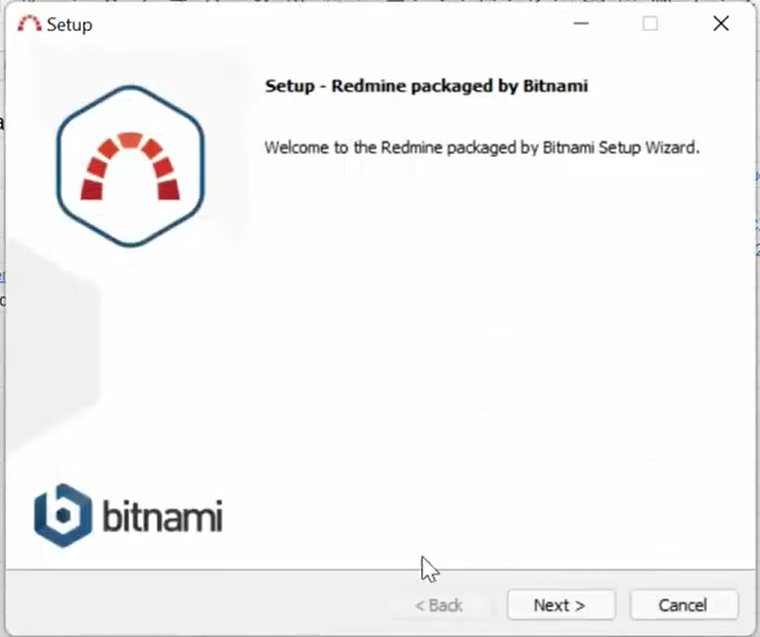 Setup
Setup - Redmine packaged by Bitnami
Welcome to the Redmine packaged by Bitnami Setup Wizard.
bitnami
< Back
Next >
Cancel